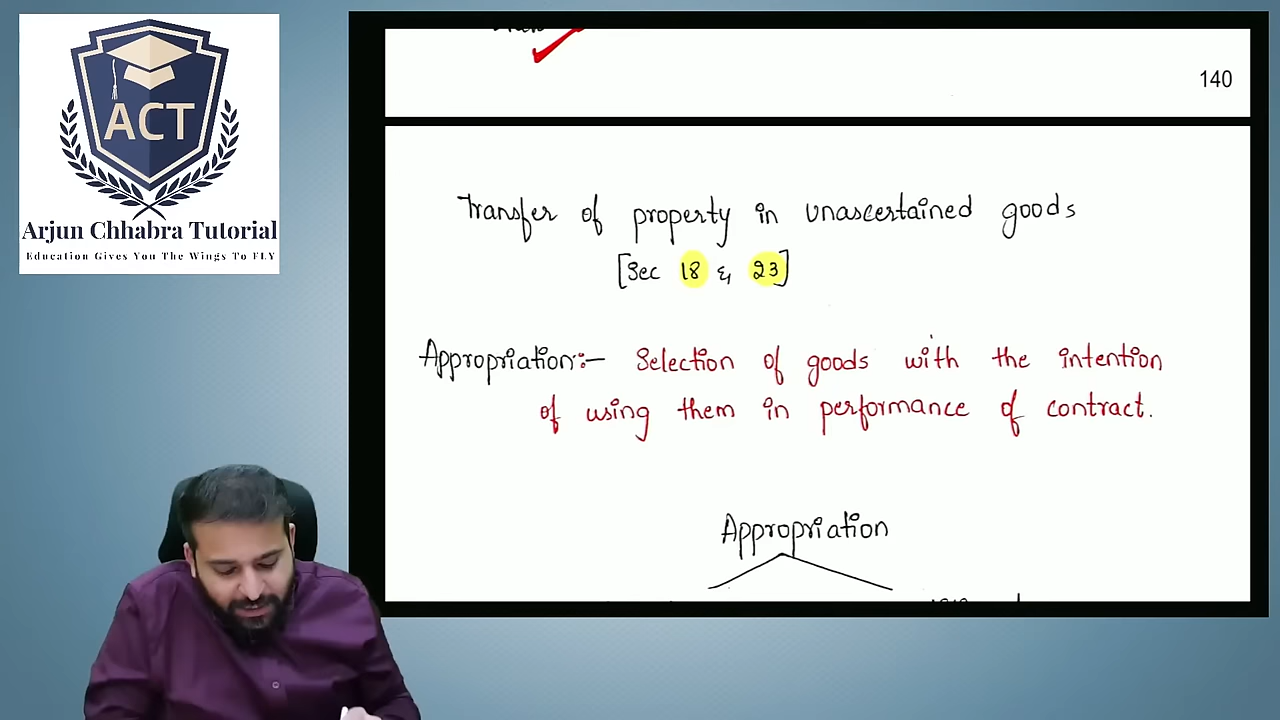 ACT
Arjun Chhabra Tutorial
Education Gives You The Wings To FLY
140
Transfer of property in unascertained goods
[Sec 18 & 23]
Appropriation:- Selection of goods with the intention
of using them in performance of contract.
Appropriation